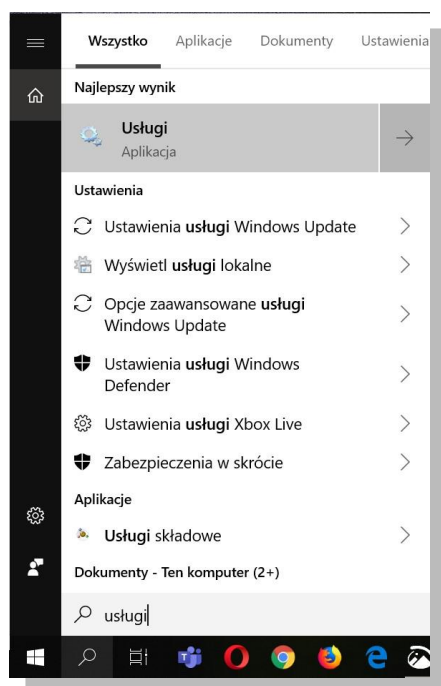 Wszystko Aplikacje Dokumenty Ustawienia
Najlepszy wynik
Usługi
Aplikacja
Ustawienia
Ustawienia usługi Windows Update
Wyświetl usługi lokalne
Opcje zaawansowane usługi
Windows Update
Ustawienia usługi Windows
Defender
Ustawienia usługi Xbox Live
Zabezpieczenia w skrócie
Aplikacje
Usługi składowe
Dokumenty - Ten komputer (2+)
usługi